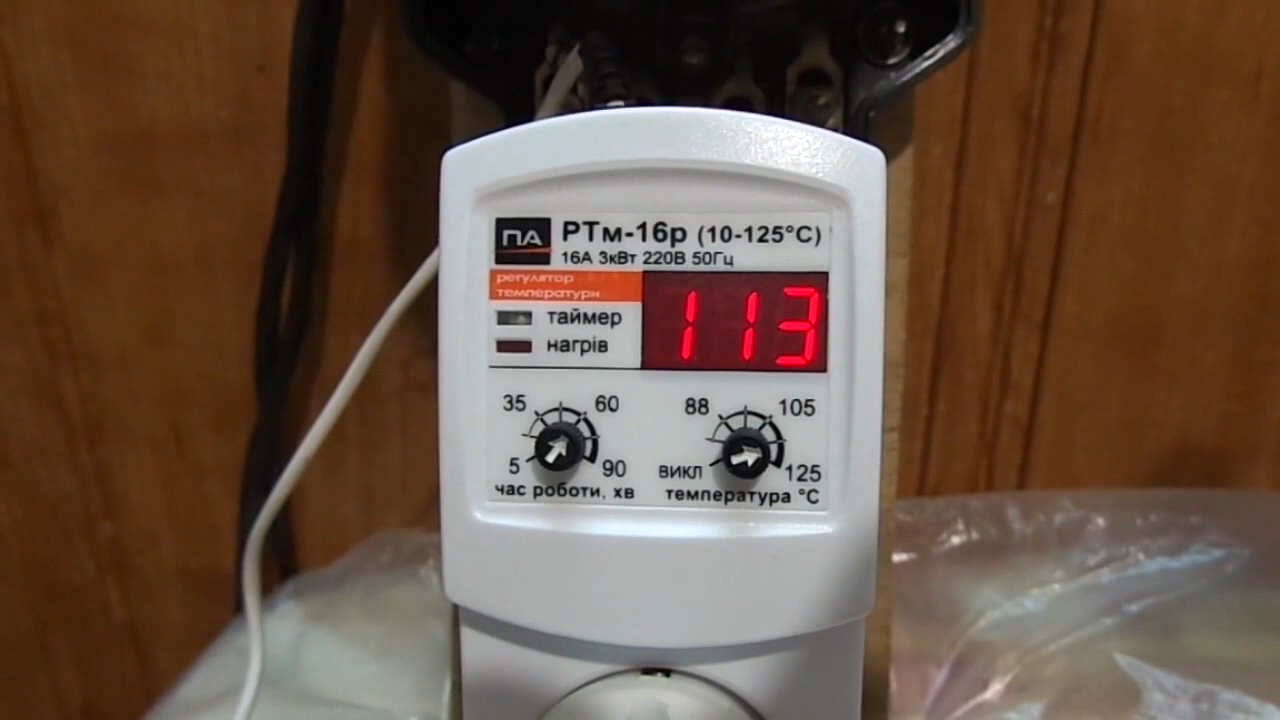 ПА РТм-16р (10-125°C)
16А 3кВт 220В 50Гц
регулятор
температури
113
таймер
нагрів
35 60
5 90
час роботи, хв
88 105
викл 125
температура °C